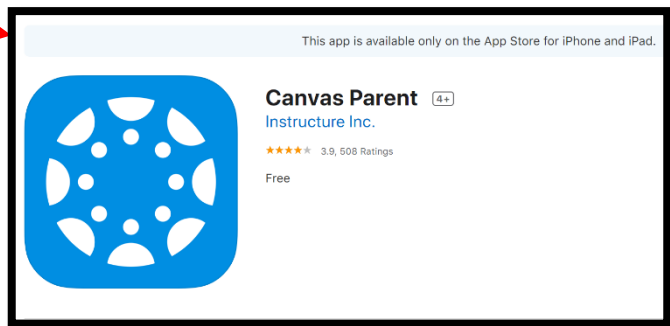 This app is available only on the App Store for iPhone and iPad.
Canvas Parent 4+
Instructure Inc.
★★★★★ 3.9, 508 Ratings
Free